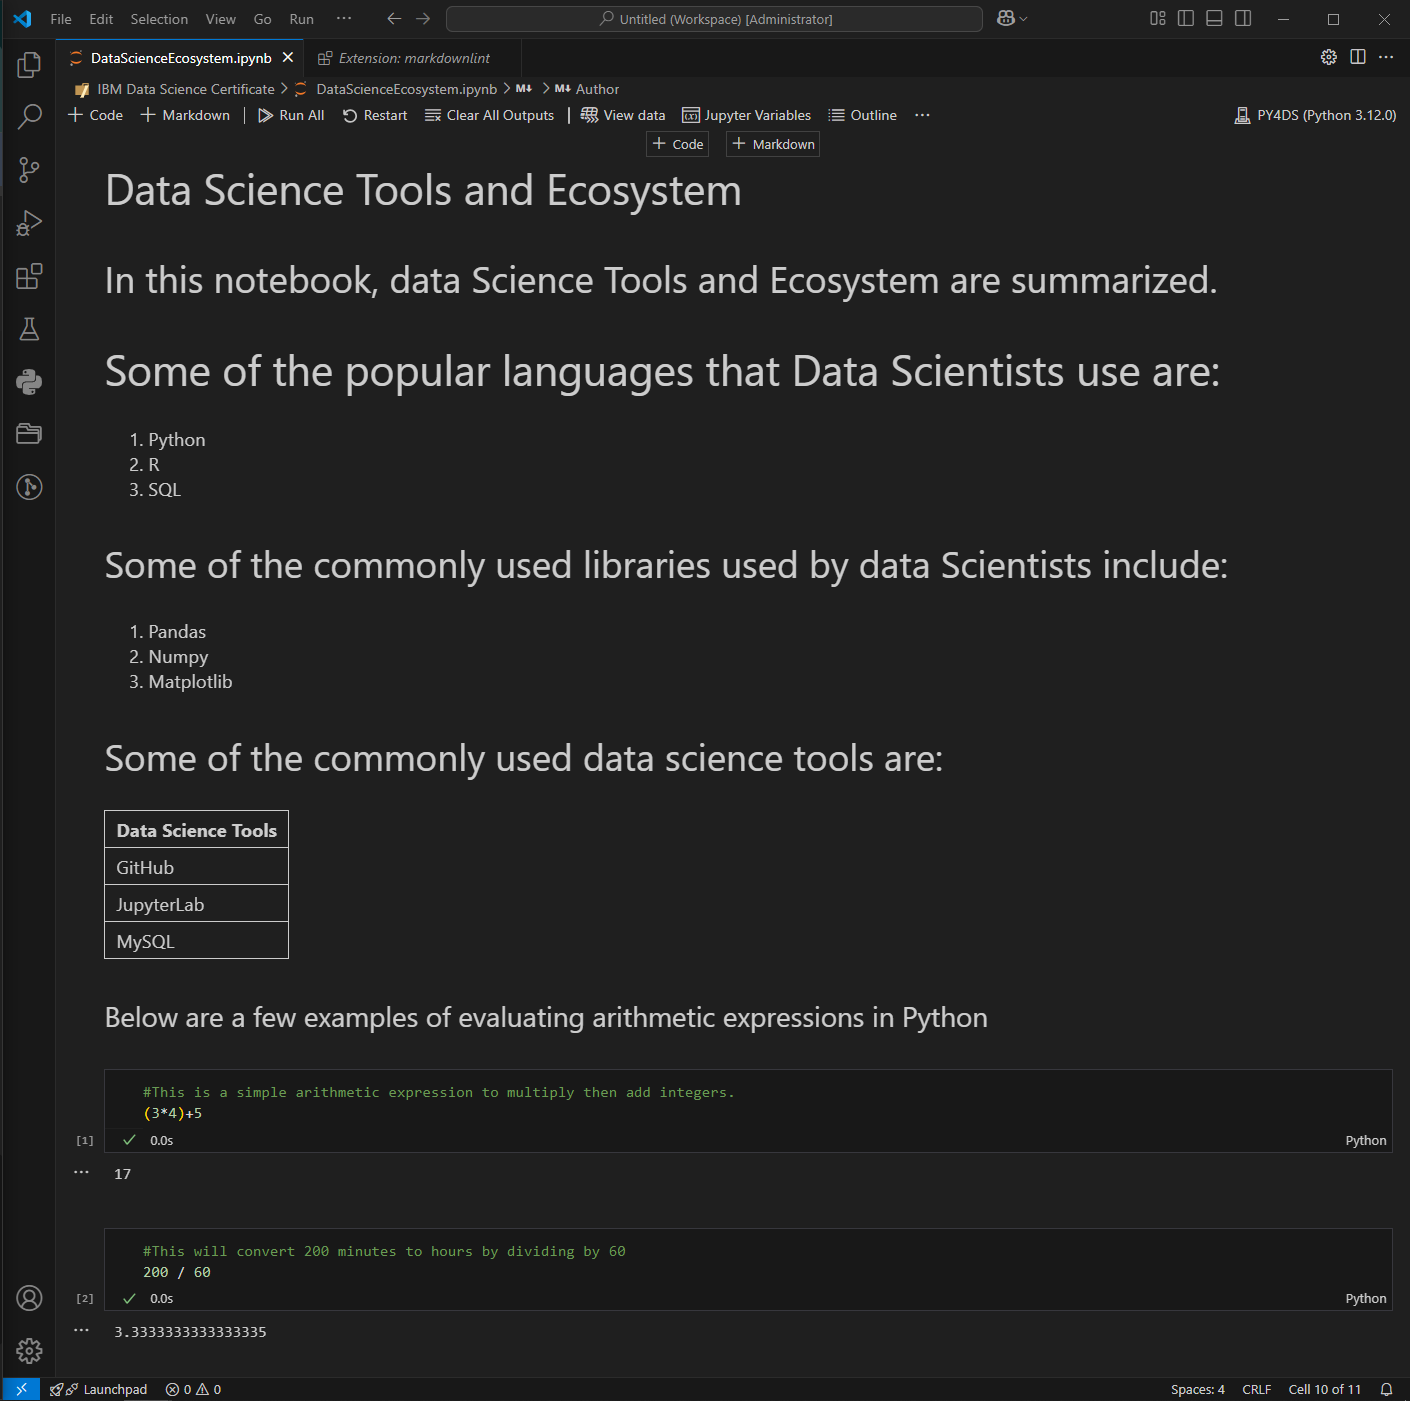 File Edit Selection View Go Run ··· Untitled (Workspace) [Administrator]
DataScienceEcosystem.ipynb Extension: markdownlint
IBM Data Science Certificate > DataScienceEcosystem.ipynb > M↓ > M↓ Author
+ Code + Markdown | Run All Restart Clear All Outputs | View data Jupyter Variables Outline ··· PY4DS (Python 3.12.0)
+ Code + Markdown
Data Science Tools and Ecosystem
In this notebook, data Science Tools and Ecosystem are summarized.
Some of the popular languages that Data Scientists use are:
1. Python
2. R
3. SQL
Some of the commonly used libraries used by data Scientists include:
1. Pandas
2. Numpy
3. Matplotlib
Some of the commonly used data science tools are:
Data Science Tools
GitHub
JupyterLab
MySQL
Below are a few examples of evaluating arithmetic expressions in Python
#This is a simple arithmetic expression to multiply then add integers.
(3*4)+5
[1] 0.0s Python
··· 17
#This will convert 200 minutes to hours by dividing by 60
200 / 60
[2] 0.0s Python
··· 3.3333333333333335
Launchpad 0 0 Spaces: 4 CRLF Cell 10 of 11